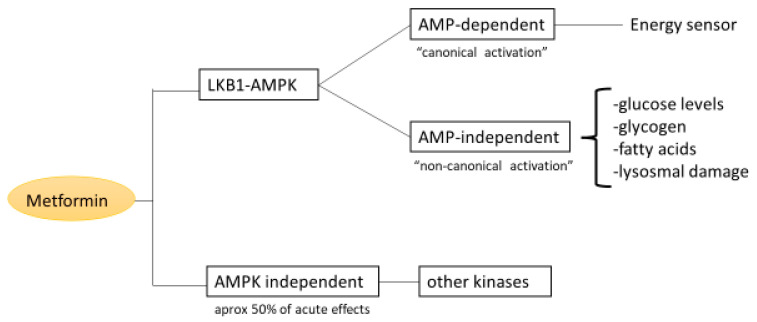 Metformin
LKB1-AMPK
AMP-dependent
“canonical activation”
Energy sensor
AMP-independent
“non-canonical activation”
-glucose levels
-glycogen
-fatty acids
-lysosmal damage
AMPK independent
aprox 50% of acute effects
other kinases